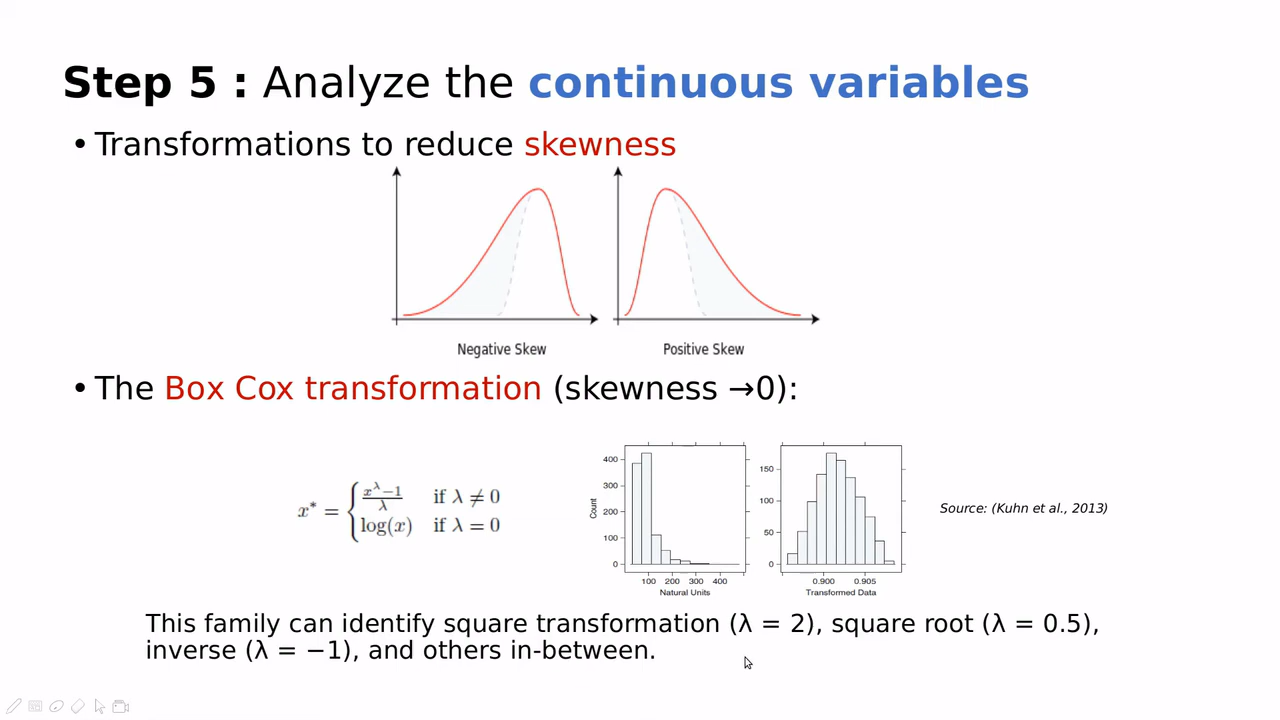 Step 5 : Analyze the continuous variables
• Transformations to reduce skewness
Negative Skew
Positive Skew
• The Box Cox transformation (skewness →0):
x* = { (x^λ−1)/λ if λ ≠ 0
log(x) if λ = 0
400
300
200
100
0
Count
100 200 300 400
Natural Units
150
100
50
0
0.900 0.905
Transformed Data
Source: (Kuhn et al., 2013)
This family can identify square transformation (λ = 2), square root (λ = 0.5),
inverse (λ = −1), and others in-between.